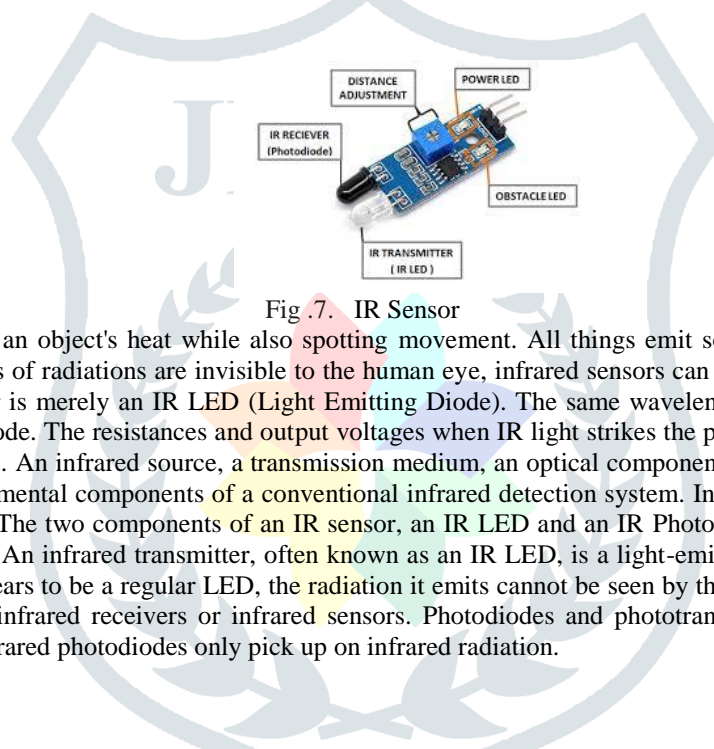 J
DISTANCE
ADJUSTMENT
POWER LED
IR RECIEVER
(Photodiode)
OBSTACLE LED
IR TRANSMITTER
( IR LED )
Fig .7. IR Sensor
an object's heat while also spotting movement. All things emit so
s of radiations are invisible to the human eye, infrared sensors can
is merely an IR LED (Light Emitting Diode). The same wavelen
ode. The resistances and output voltages when IR light strikes the p
. An infrared source, a transmission medium, an optical component
mental components of a conventional infrared detection system. In
The two components of an IR sensor, an IR LED and an IR Photo
An infrared transmitter, often known as an IR LED, is a light-emi
ears to be a regular LED, the radiation it emits cannot be seen by th
infrared receivers or infrared sensors. Photodiodes and phototran
rared photodiodes only pick up on infrared radiation.